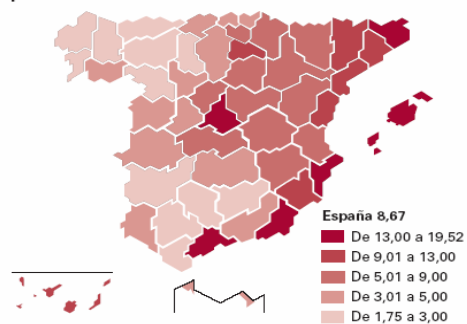 España 8,67
De 13,00 a 19,52
De 9,01 a 13,00
De 5,01 a 9,00
De 3,01 a 5,00
De 1,75 a 3,00